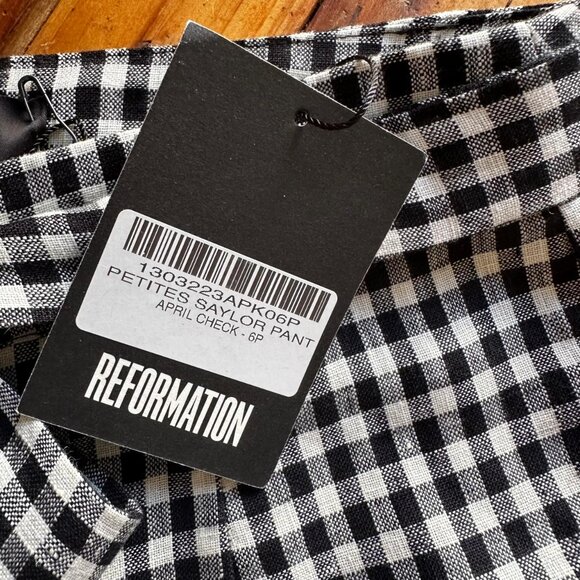 1303223APK06P
PETITES SAYLOR PANT
APRIL CHECK - 6P
REFORMATION